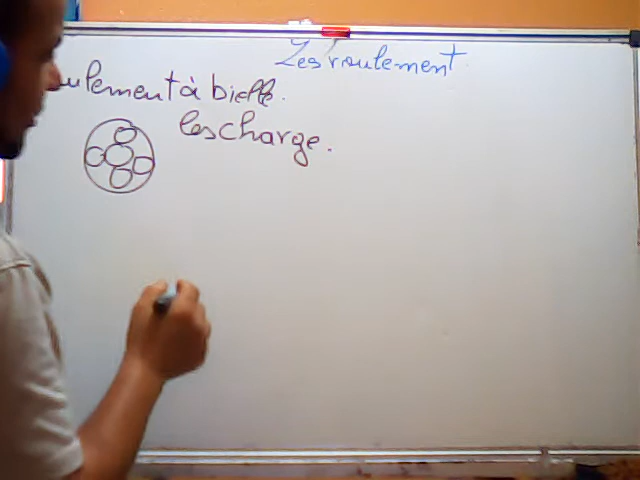 Les roulement
ulement à bielle.
les charge.